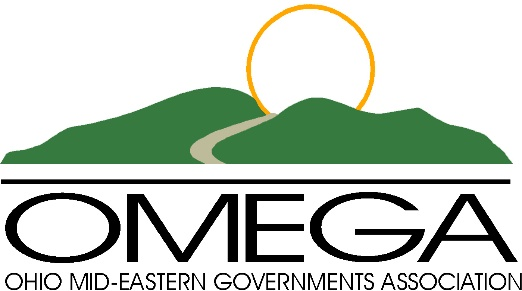 OMEGA
OHIO MID-EASTERN GOVERNMENTS ASSOCIATION